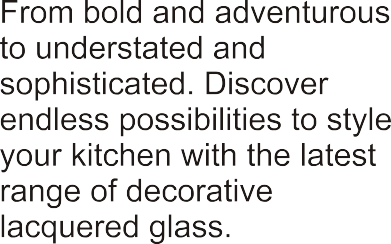 From bold and adventurous
to understated and
sophisticated. Discover
endless possibilities to style
your kitchen with the latest
range of decorative
lacquered glass.